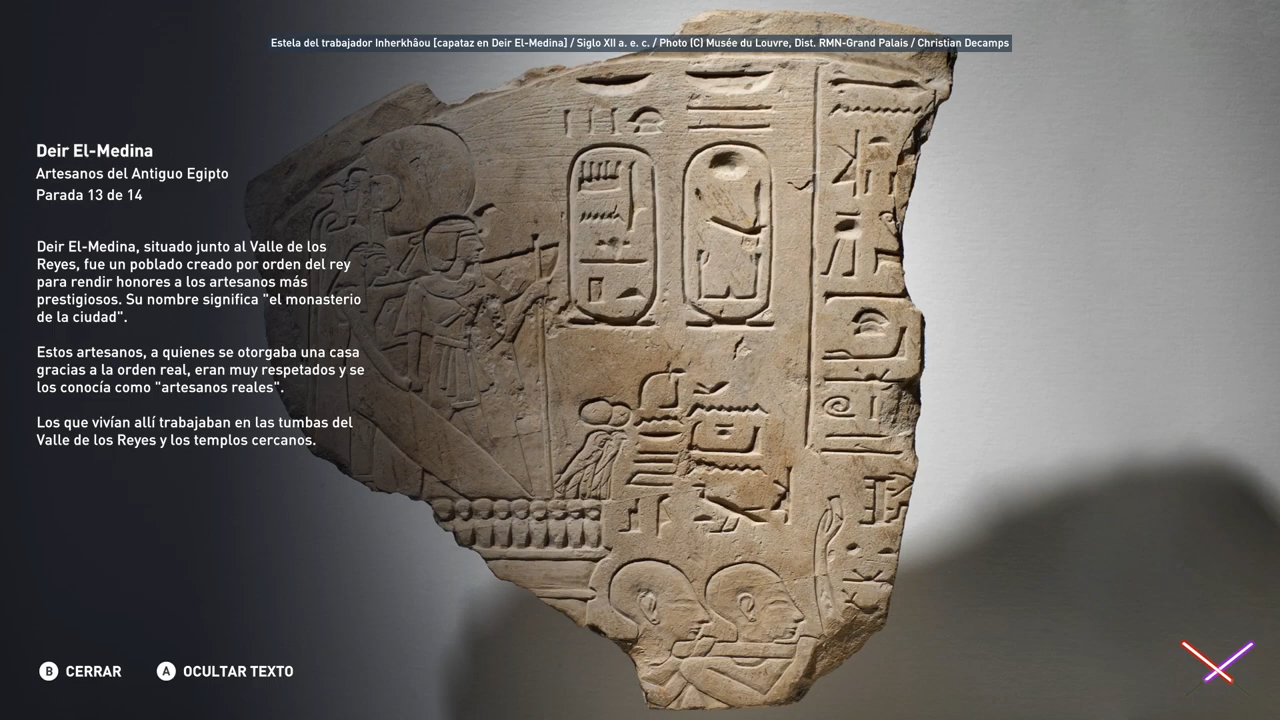 Estela del trabajador Inherkhâou [capataz en Deir El-Medina] / Siglo XII a. e. c. / Photo (C) Musée du Louvre, Dist. RMN-Grand Palais / Christian Decamps
Deir El-Medina
Artesanos del Antiguo Egipto
Parada 13 de 14
Deir El-Medina, situado junto al Valle de los
Reyes, fue un poblado creado por orden del rey
para rendir honores a los artesanos más
prestigiosos. Su nombre significa "el monasterio
de la ciudad".
Estos artesanos, a quienes se otorgaba una casa
gracias a la orden real, eran muy respetados y se
los conocía como "artesanos reales".
Los que vivían allí trabajaban en las tumbas del
Valle de los Reyes y los templos cercanos.
B CERRAR A OCULTAR TEXTO